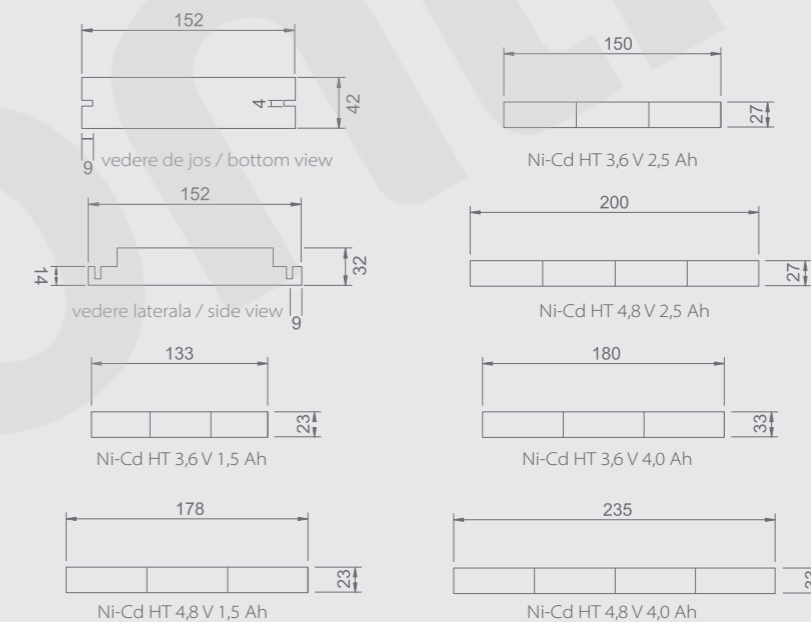 152
42
4
9
vedere de jos / bottom view
152
32
14
9
vedere laterala / side view
133
23
Ni-Cd HT 3,6 V 1,5 Ah
178
23
Ni-Cd HT 4,8 V 1,5 Ah
150
27
Ni-Cd HT 3,6 V 2,5 Ah
200
27
Ni-Cd HT 4,8 V 2,5 Ah
180
33
Ni-Cd HT 3,6 V 4,0 Ah
235
33
Ni-Cd HT 4,8 V 4,0 Ah